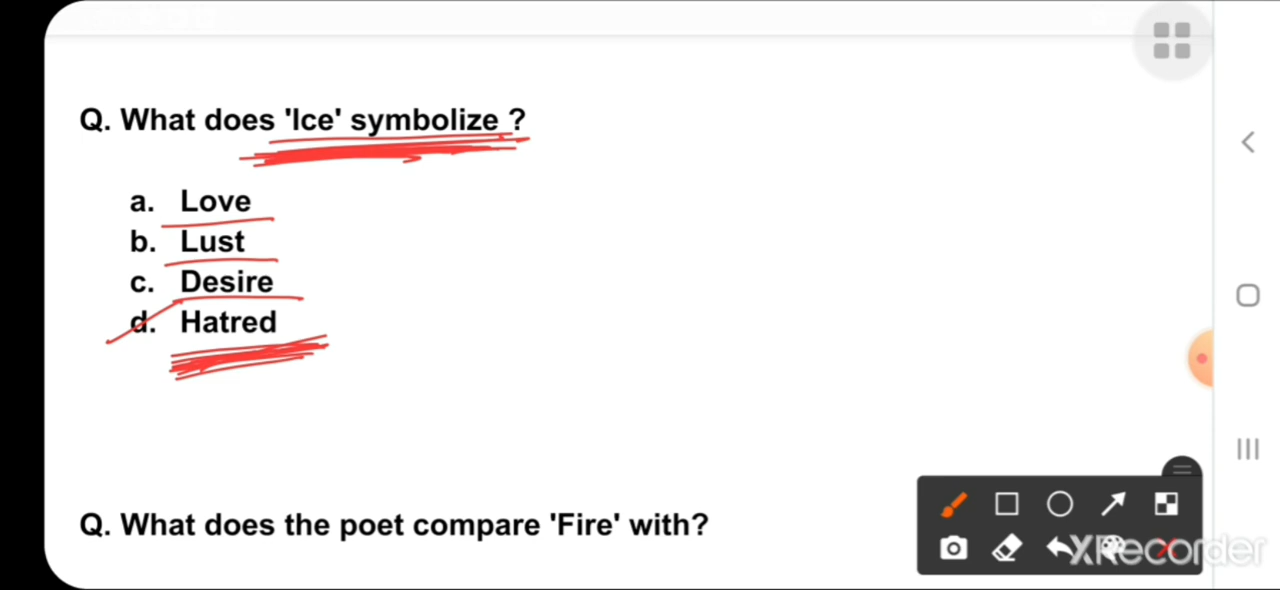 Q. What does 'Ice' symbolize ?
a. Love
b. Lust
c. Desire
d. Hatred
Q. What does the poet compare 'Fire' with?
XRecorder